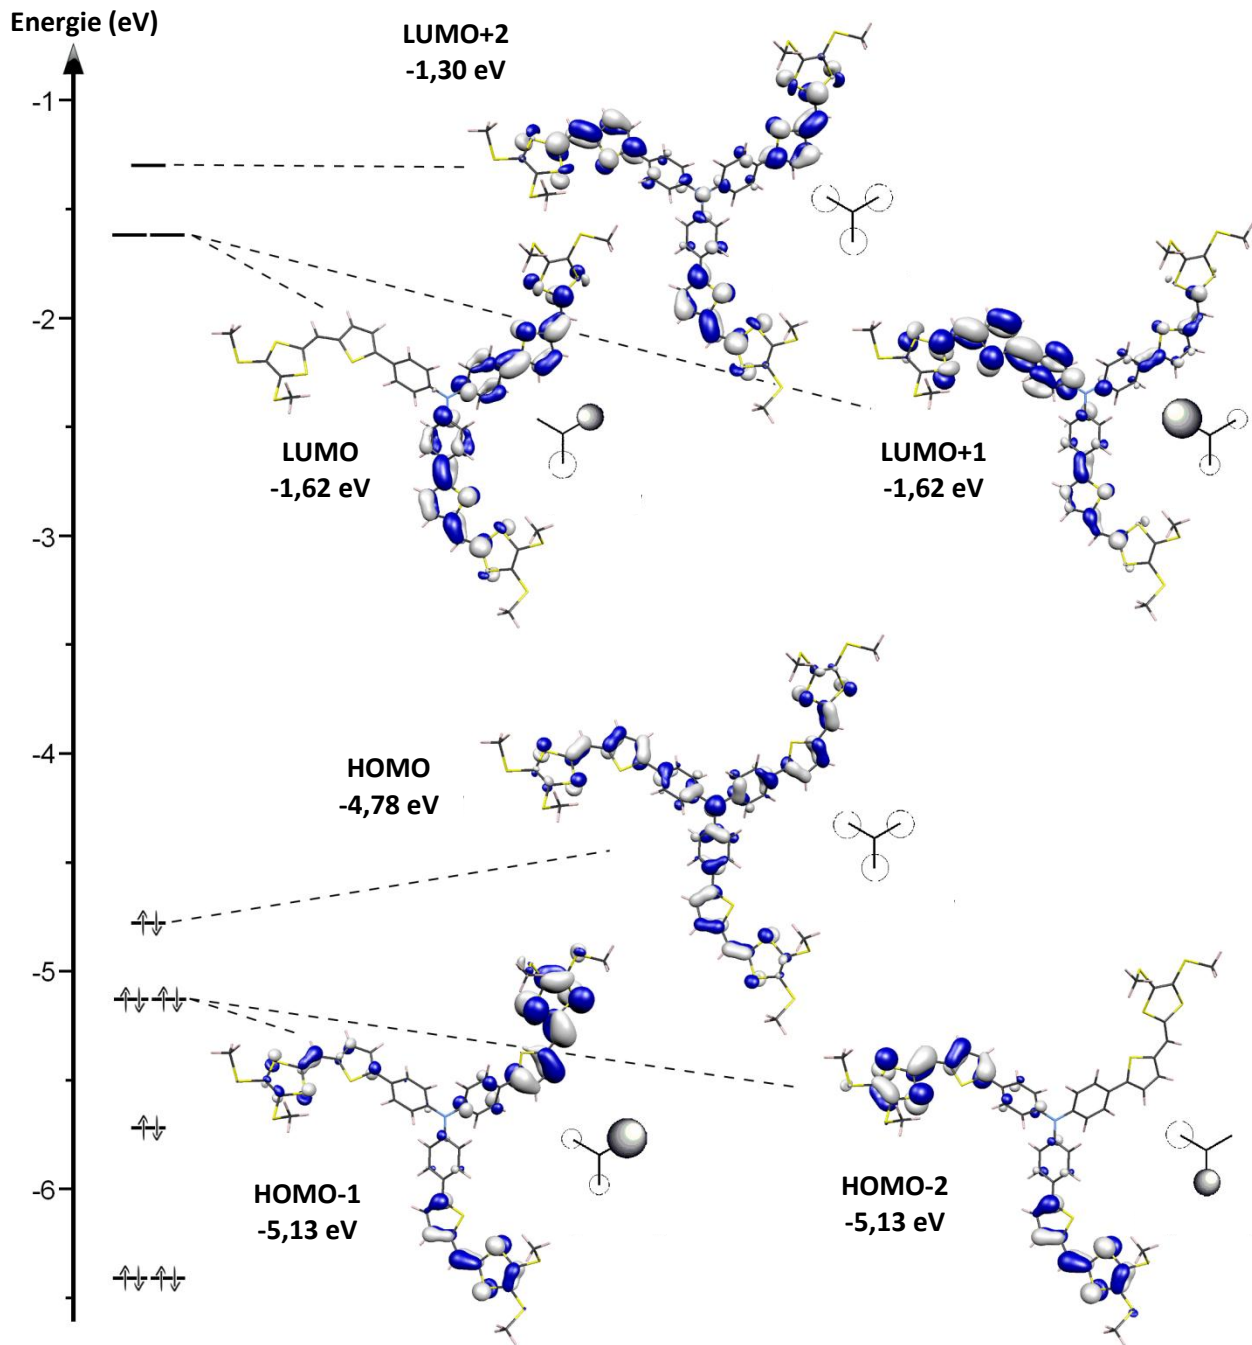 Energie (eV)
LUMO+2
-1,30 eV
-1
-2
LUMO
-1,62 eV
LUMO+1
-1,62 eV
-3
-4
HOMO
-4,78 eV
-5
HOMO-1
-5,13 eV
HOMO-2
-5,13 eV
-6